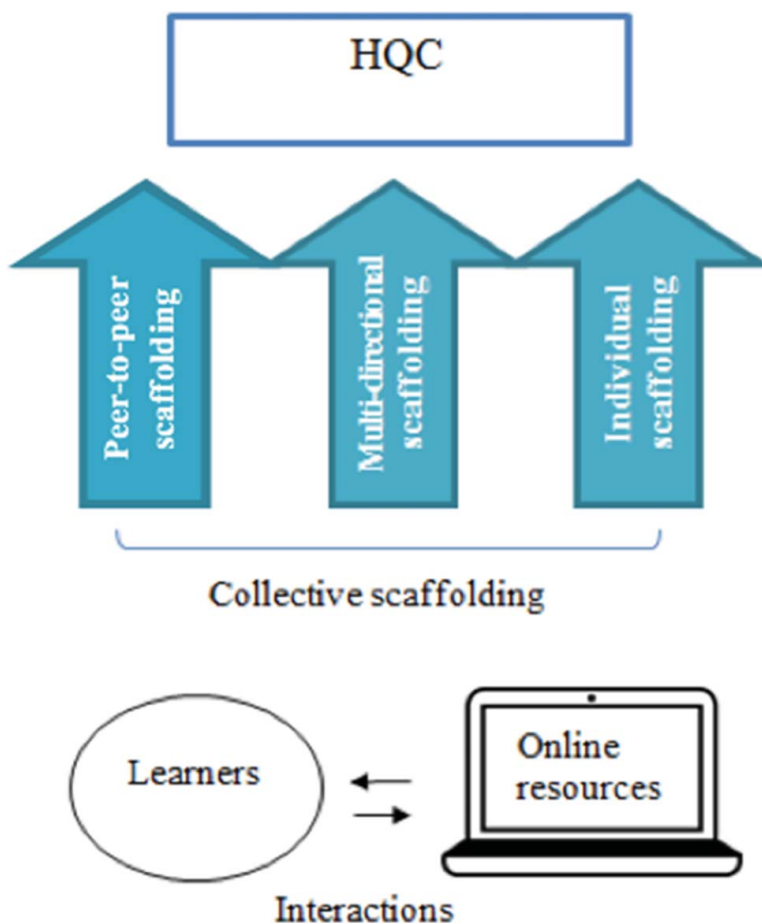 HQC
Peer-to-peer
scaffolding
Multi-directional
scaffolding
Individual
scaffolding
Collective scaffolding
Learners
Online
resources
Interactions